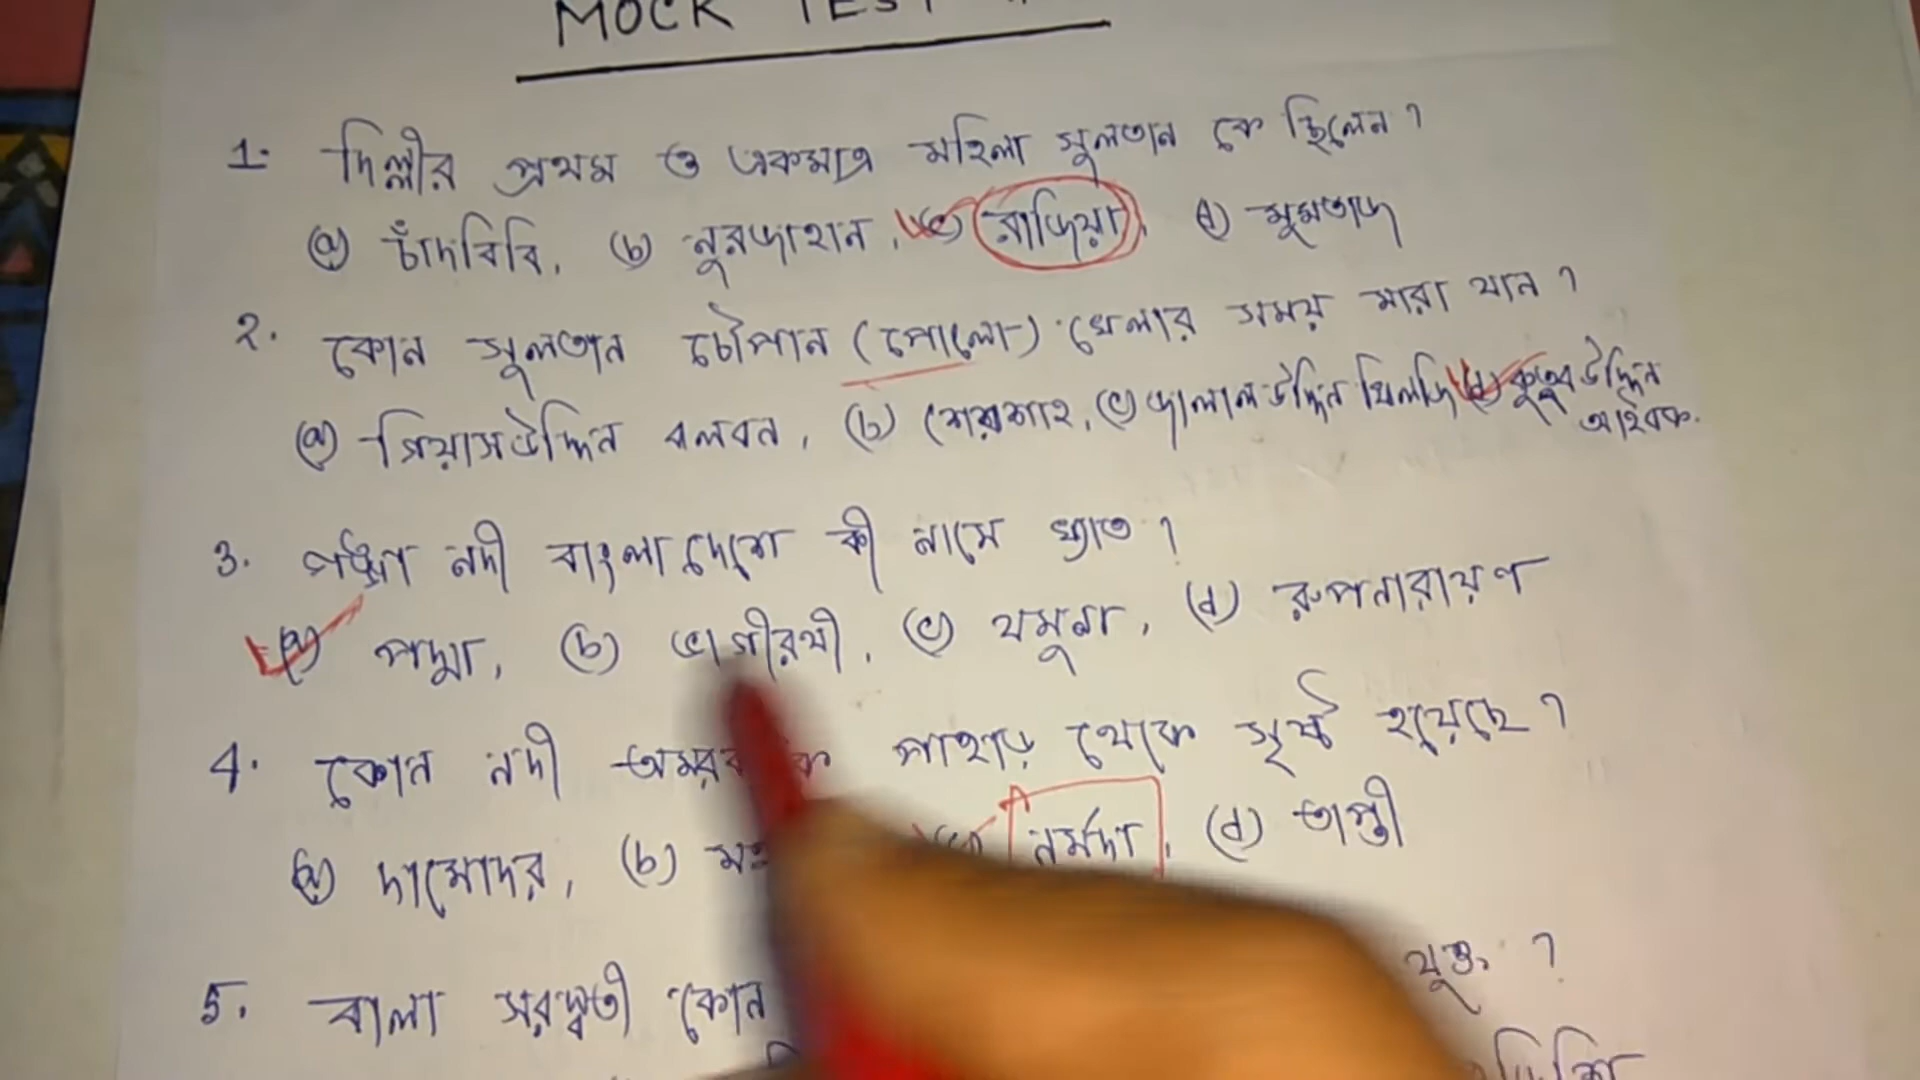 MOCK TEST
1. দিল্লীর প্রথম ও একমাত্র মহিলা সুলতান কে ছিলেন ?
(a) চাঁদবিবি, (b) নুরজাহান, (c) রাজিয়া, (d) মুমতাজ
2. কোন সুলতান চৌগান (পোলো) খেলার সময় মারা যান ?
(a) গিয়াসউদ্দিন বলবন, (b) শেরশাহ, (c) জালালউদ্দিন খিলজি (d) কুতুবউদ্দিন
আইবক.
3. গঙ্গা নদী বাংলাদেশে কী নামে খ্যাত ?
(a) পদ্মা, (b) ভাগীরথী, (c) যমুনা, (d) রুপনারায়ণ
4. কোন নদী পাহাড় থেকে সৃষ্ট হয়েছে ?
(a) দামোদর, (b) (c) নর্মদা, (d) তাপ্তী
5. বালা সরস্বতী কোন যুক্ত ?